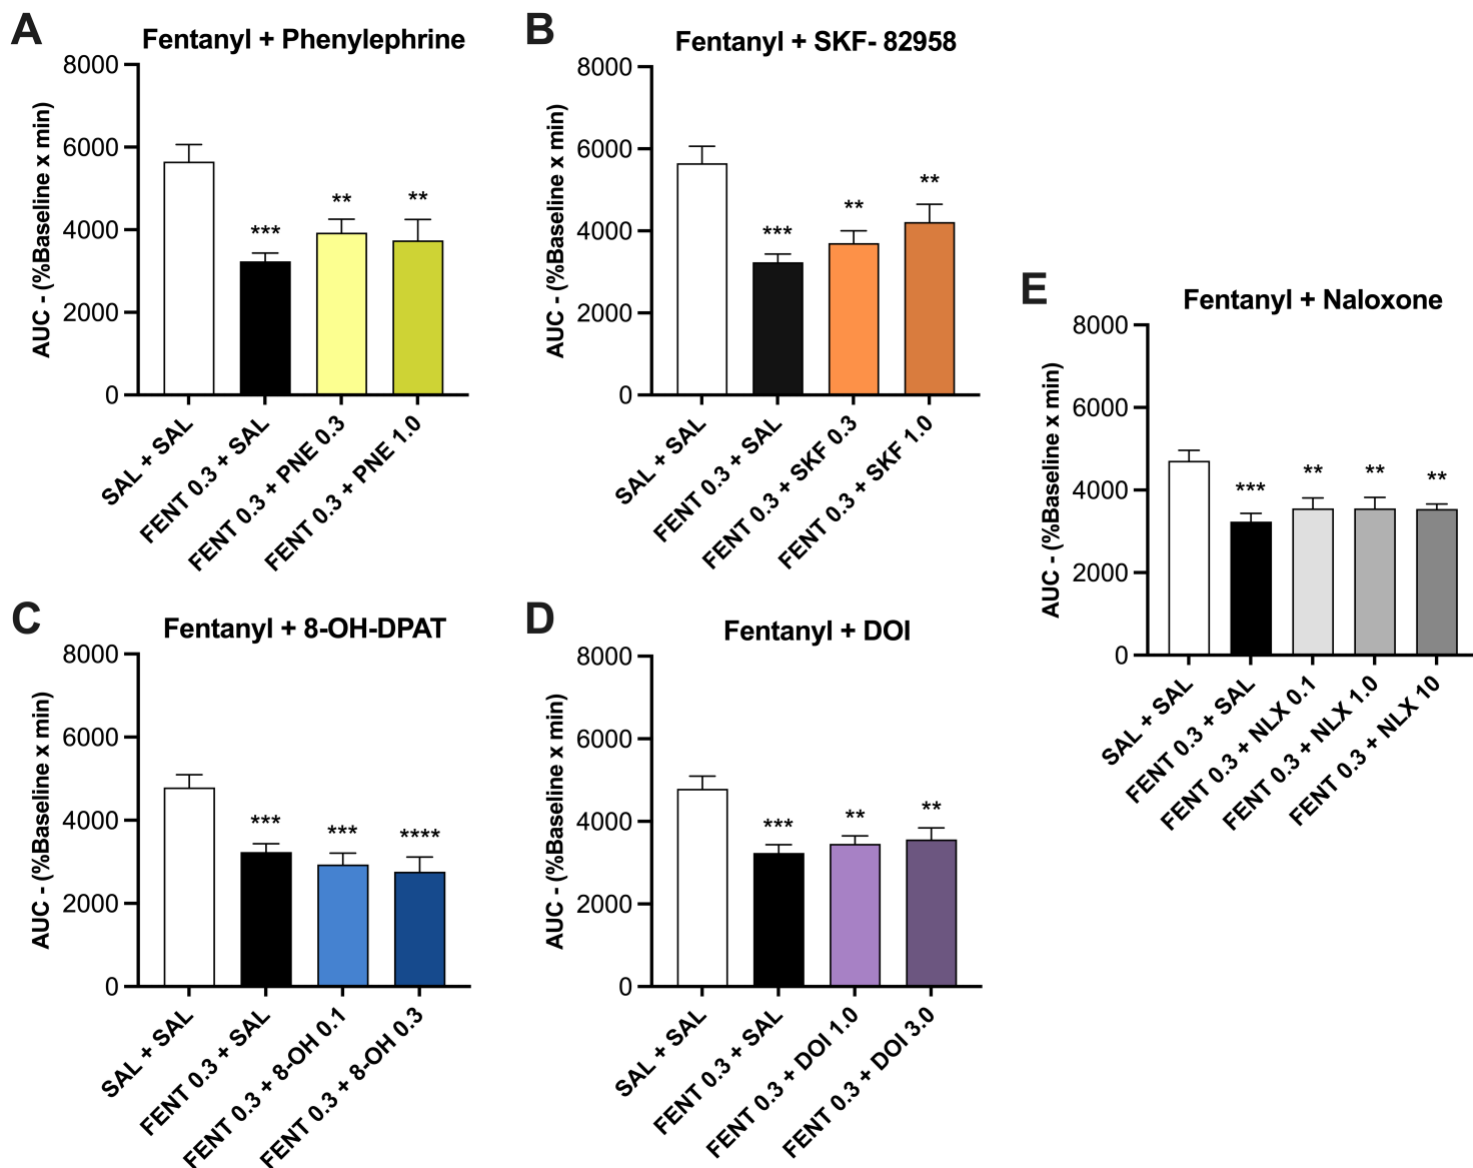 A
Fentanyl + Phenylephrine
AUC - (%Baseline x min)
8000
6000
4000
2000
0
***
**
**
SAL + SAL
FENT 0.3 + SAL
FENT 0.3 + PNE 0.3
FENT 0.3 + PNE 1.0
B
Fentanyl + SKF- 82958
AUC - (%Baseline x min)
8000
6000
4000
2000
0
***
**
**
SAL + SAL
FENT 0.3 + SAL
FENT 0.3 + SKF 0.3
FENT 0.3 + SKF 1.0
C
Fentanyl + 8-OH-DPAT
AUC - (%Baseline x min)
8000
6000
4000
2000
0
***
***
****
SAL + SAL
FENT 0.3 + SAL
FENT 0.3 + 8-OH 0.1
FENT 0.3 + 8-OH 0.3
D
Fentanyl + DOI
AUC - (%Baseline x min)
8000
6000
4000
2000
0
***
**
**
SAL + SAL
FENT 0.3 + SAL
FENT 0.3 + DOI 1.0
FENT 0.3 + DOI 3.0
E
Fentanyl + Naloxone
AUC - (%Baseline x min)
8000
6000
4000
2000
0
***
**
**
**
SAL + SAL
FENT 0.3 + SAL
FENT 0.3 + NLX 0.1
FENT 0.3 + NLX 1.0
FENT 0.3 + NLX 10